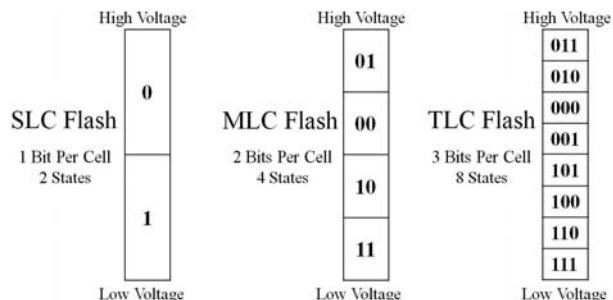 High Voltage
0
SLC Flash
1 Bit Per Cell
2 States
1
Low Voltage
High Voltage
01
MLC Flash
00
2 Bits Per Cell
4 States
10
11
Low Voltage
High Voltage
011
010
000
TLC Flash
001
3 Bits Per Cell
101
8 States
100
110
111
Low Voltage